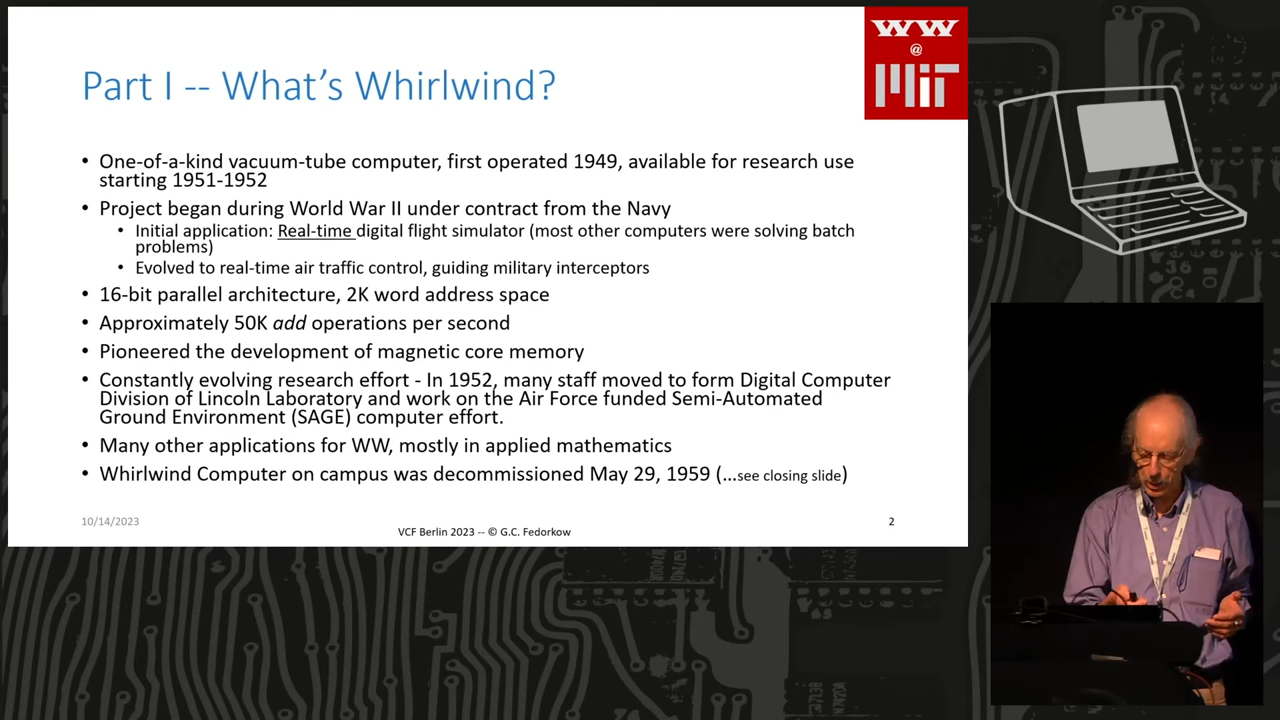 WW
@
MiT
Part I -- What's Whirlwind?
• One-of-a-kind vacuum-tube computer, first operated 1949, available for research use
starting 1951-1952
• Project began during World War II under contract from the Navy
• Initial application: Real-time digital flight simulator (most other computers were solving batch
problems)
• Evolved to real-time air traffic control, guiding military interceptors
• 16-bit parallel architecture, 2K word address space
• Approximately 50K add operations per second
• Pioneered the development of magnetic core memory
• Constantly evolving research effort - In 1952, many staff moved to form Digital Computer
Division of Lincoln Laboratory and work on the Air Force funded Semi-Automated
Ground Environment (SAGE) computer effort.
• Many other applications for WW, mostly in applied mathematics
• Whirlwind Computer on campus was decommissioned May 29, 1959 (...see closing slide)
10/14/2023
VCF Berlin 2023 -- © G.C. Fedorkow
2